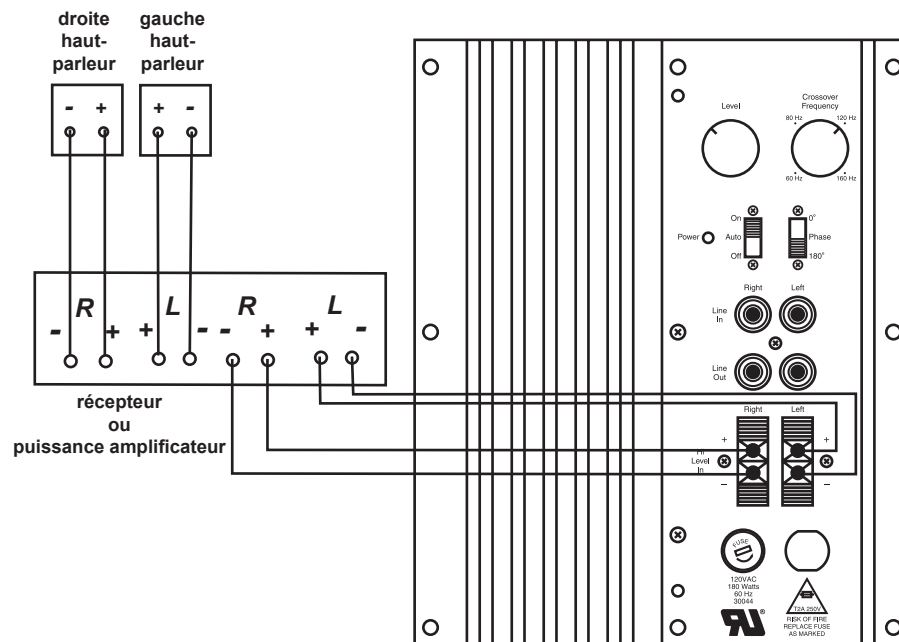 droite
haut-
parleur
gauche
haut-
parleur
- +
+ -
R L R L
- + + - - + + -
récepteur
ou
puissance amplificateur
Level
Crossover
Frequency
80 Hz 120 Hz
60 Hz 160 Hz
On
Auto
Off
Power
0°
Phase
180°
Right Left
Line
In
Line
Out
Right Left
+ +
Hi
Level
In
– –
FUSE
120VAC
180 Watts
60 Hz
30044
T2A 250V
RISK OF FIRE
REPLACE FUSE
AS MARKED
®